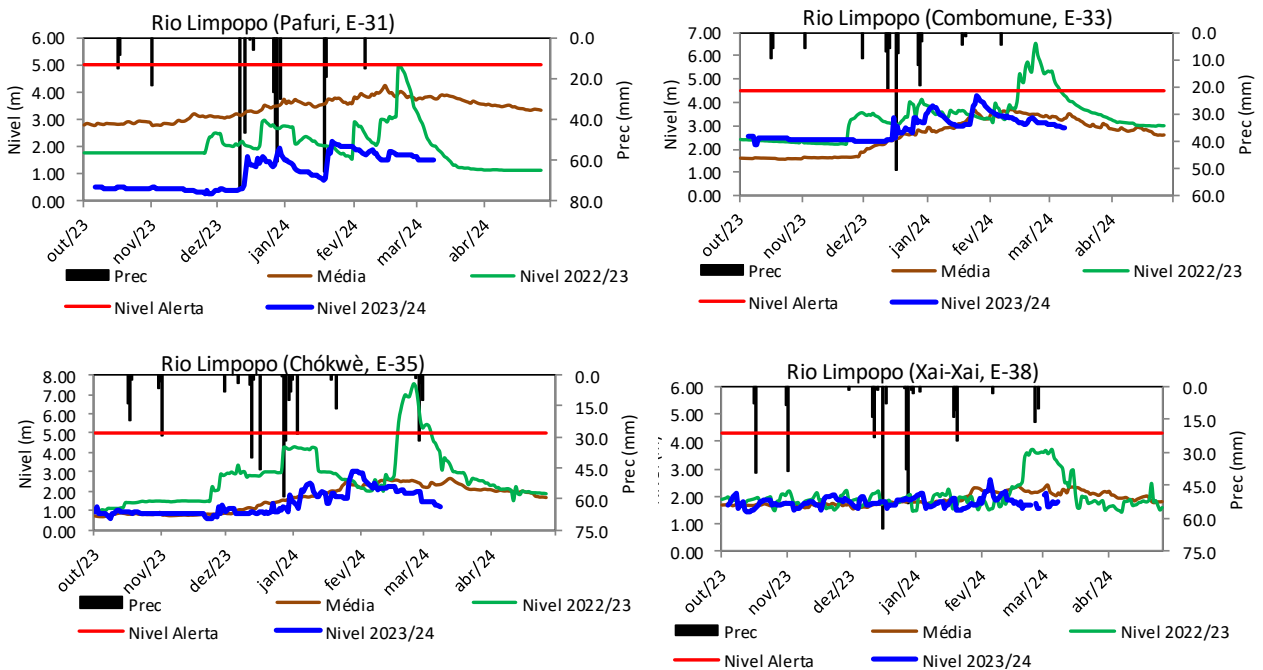 Rio Limpopo (Pafuri, E-31)
6.00
5.00
4.00
3.00
2.00
1.00
0.00
Nivel (m)
0.0
20.0
40.0
60.0
80.0
Prec (mm)
out/23
nov/23
dez/23
jan/24
fev/24
mar/24
abr/24
Prec
Média
Nivel 2022/23
Nivel Alerta
Nivel 2023/24
Rio Limpopo (Combomune, E-33)
7.00
6.00
5.00
4.00
3.00
2.00
1.00
0.00
Nivel (m)
0.0
10.0
20.0
30.0
40.0
50.0
60.0
Prec (mm)
out/23
nov/23
dez/23
jan/24
fev/24
mar/24
abr/24
Prec
Média
Nivel 2022/23
Nivel Alerta
Nivel 2023/24
Rio Limpopo (Chókwè, E-35)
8.00
7.00
6.00
5.00
4.00
3.00
2.00
1.00
0.00
Nivel (m)
0.0
15.0
30.0
45.0
60.0
75.0
Prec (mm)
out/23
nov/23
dez/23
jan/24
fev/24
mar/24
abr/24
Prec
Média
Nivel 2022/23
Nivel Alerta
Nivel 2023/24
Rio Limpopo (Xai-Xai, E-38)
6.00
5.00
4.00
3.00
2.00
1.00
0.00
0.0
15.0
30.0
45.0
60.0
75.0
Prec (mm)
out/23
nov/23
dez/23
jan/24
fev/24
mar/24
abr/24
Prec
Média
Nivel 2022/23
Nivel Alerta
Nivel 2023/24